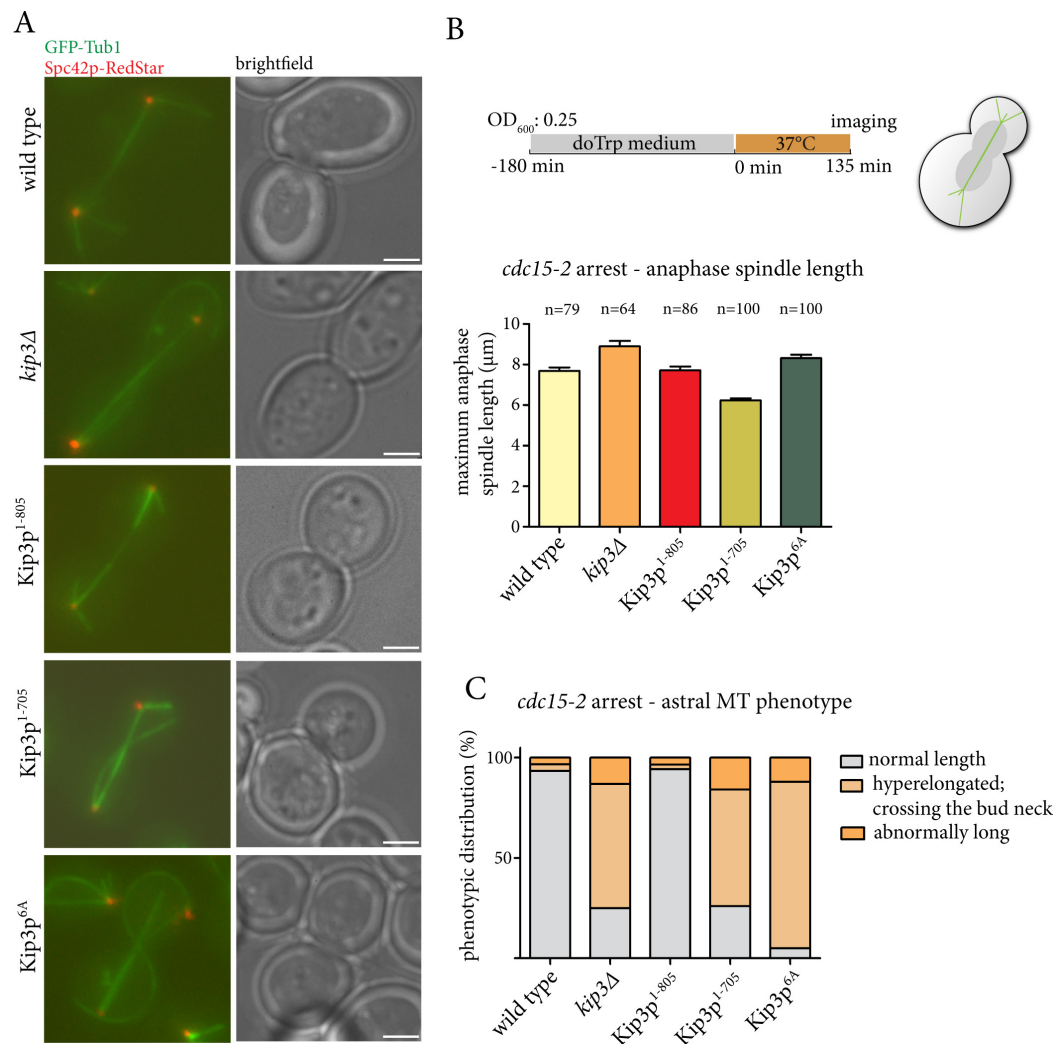 A
GFP-Tub1
Spc42p-RedStar
brightfield
wild type
kip3Δ
Kip3p1-805
Kip3p1-705
Kip3p6A
B
OD600: 0.25
imaging
doTrp medium
37°C
-180 min
0 min
135 min
cdc15-2 arrest - anaphase spindle length
n=79
n=64
n=86
n=100
n=100
maximum anaphase
spindle length (µm)
10
8
6
4
2
0
wild type
kip3Δ
Kip3p1-805
Kip3p1-705
Kip3p6A
C
cdc15-2 arrest - astral MT phenotype
phenotypic distribution (%)
100
50
normal length
hyperelongated;
crossing the bud neck
abnormally long
wild type
kip3Δ
Kip3p1-805
Kip3p1-705
Kip3p6A